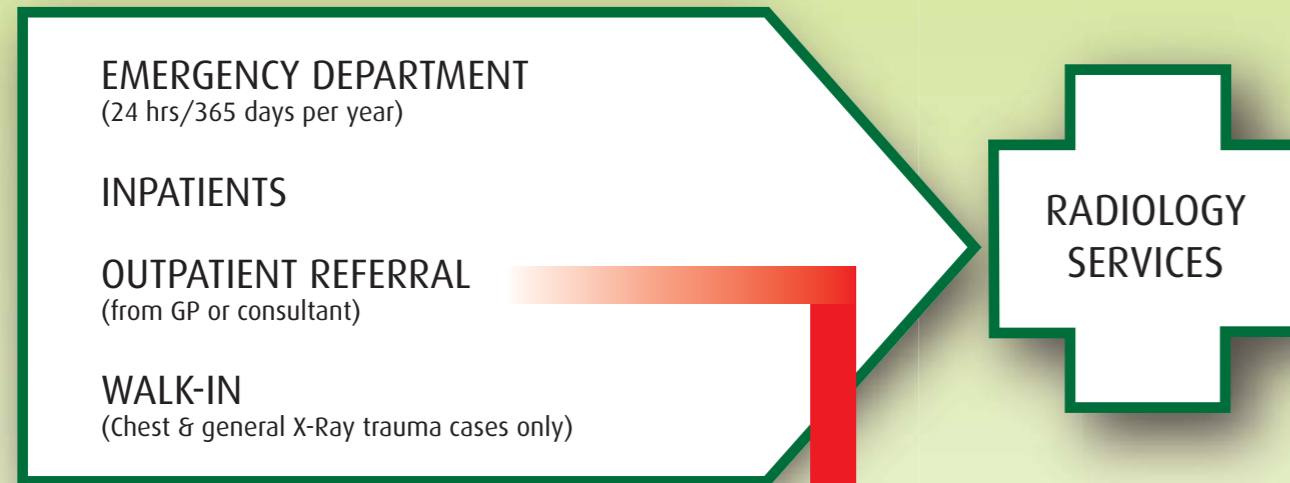 EMERGENCY DEPARTMENT
(24 hrs/365 days per year)
INPATIENTS
OUTPATIENT REFERRAL
(from GP or consultant)
WALK-IN
(Chest & general X-Ray trauma cases only)
RADIOLOGY
SERVICES